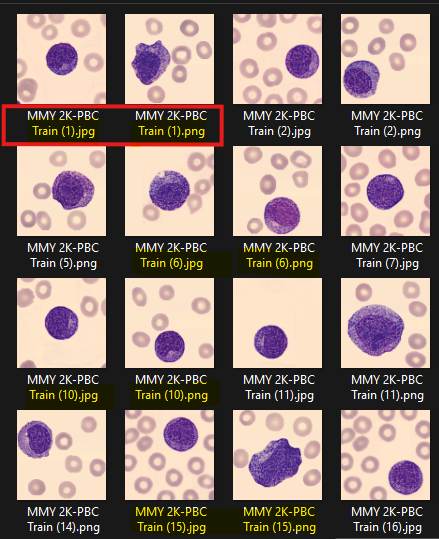 MMY 2K-PBC
Train (1).jpg
MMY 2K-PBC
Train (1).png
MMY 2K-PBC
Train (2).jpg
MMY 2K-PBC
Train (2).png
MMY 2K-PBC
Train (5).png
MMY 2K-PBC
Train (6).jpg
MMY 2K-PBC
Train (6).png
MMY 2K-PBC
Train (7).jpg
MMY 2K-PBC
Train (10).jpg
MMY 2K-PBC
Train (10).png
MMY 2K-PBC
Train (11).jpg
MMY 2K-PBC
Train (11).png
MMY 2K-PBC
Train (14).png
MMY 2K-PBC
Train (15).jpg
MMY 2K-PBC
Train (15).png
MMY 2K-PBC
Train (16).jpg